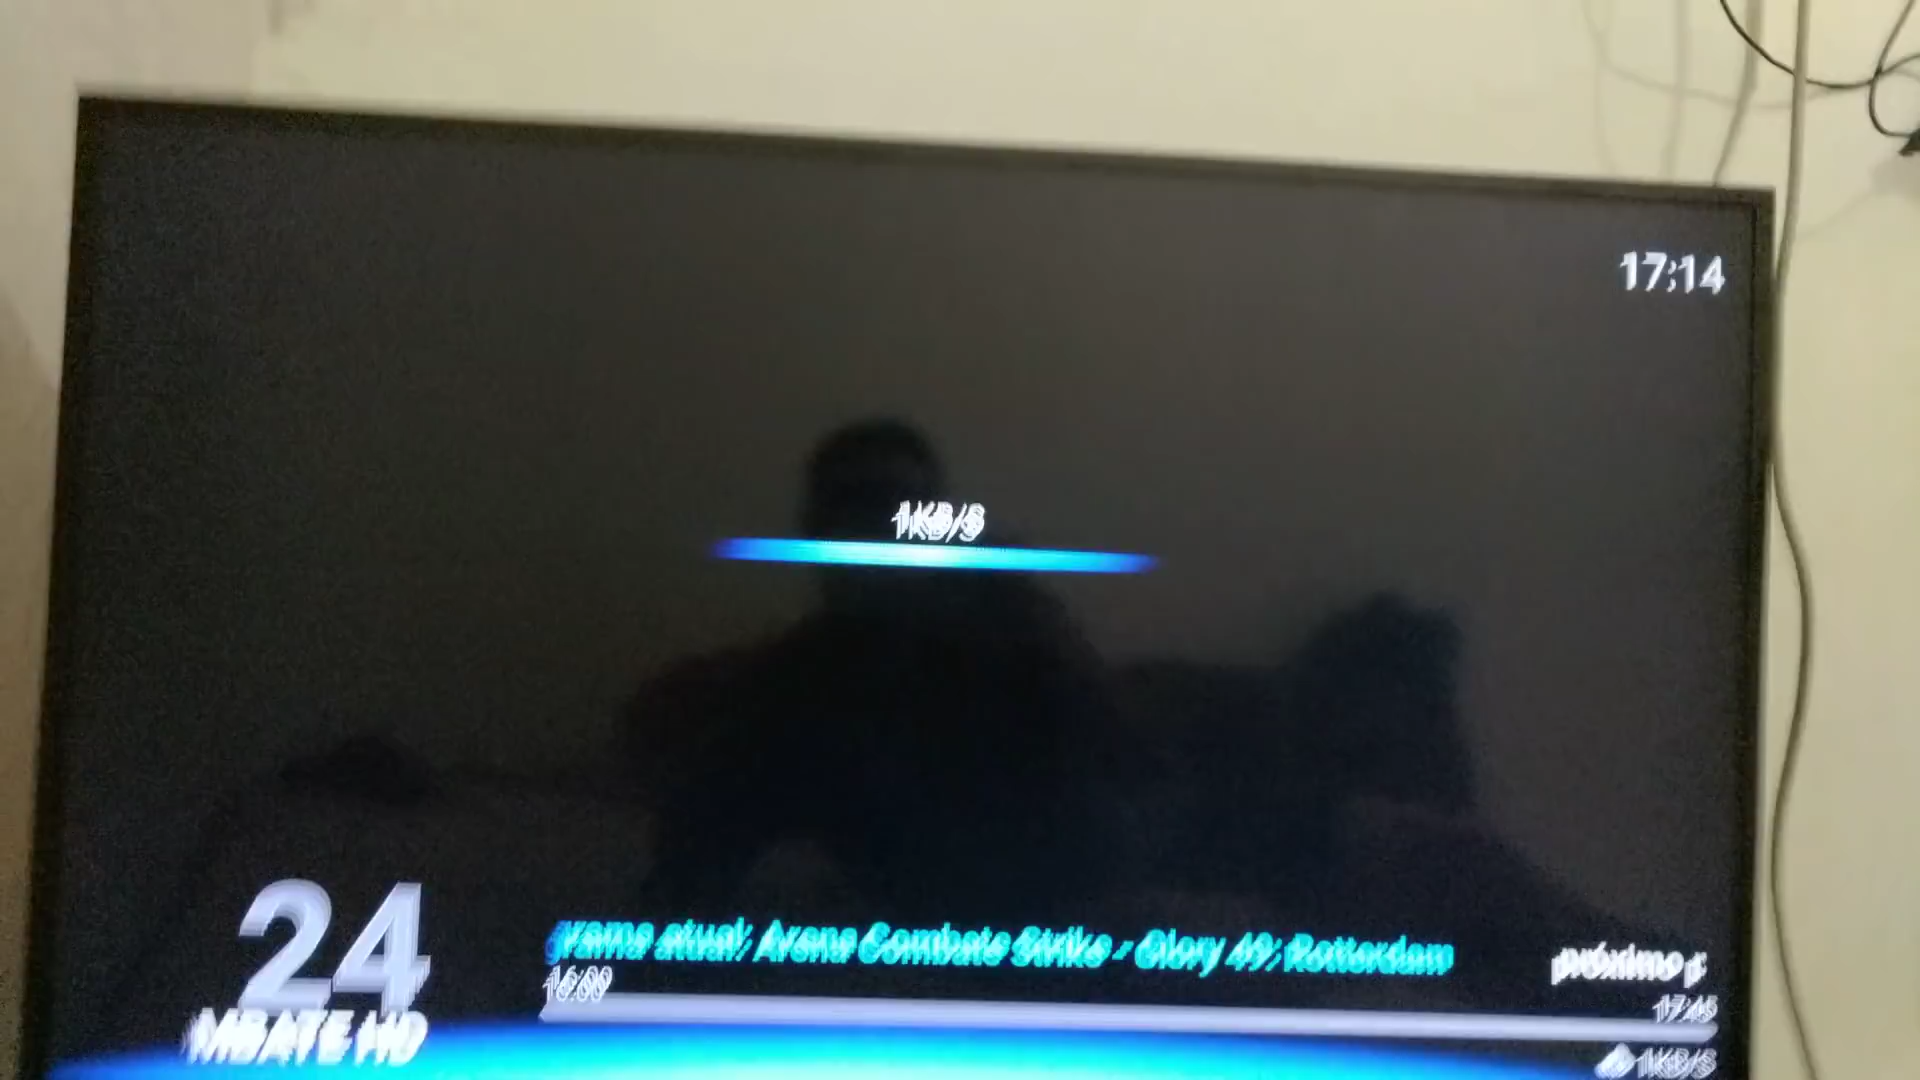 17:14
1KB/S
24
grama atual: Arena Combate Strike - Glory 49: Rotterdam
próximo p
16:00
17:45
MBATE HD
1KB/S